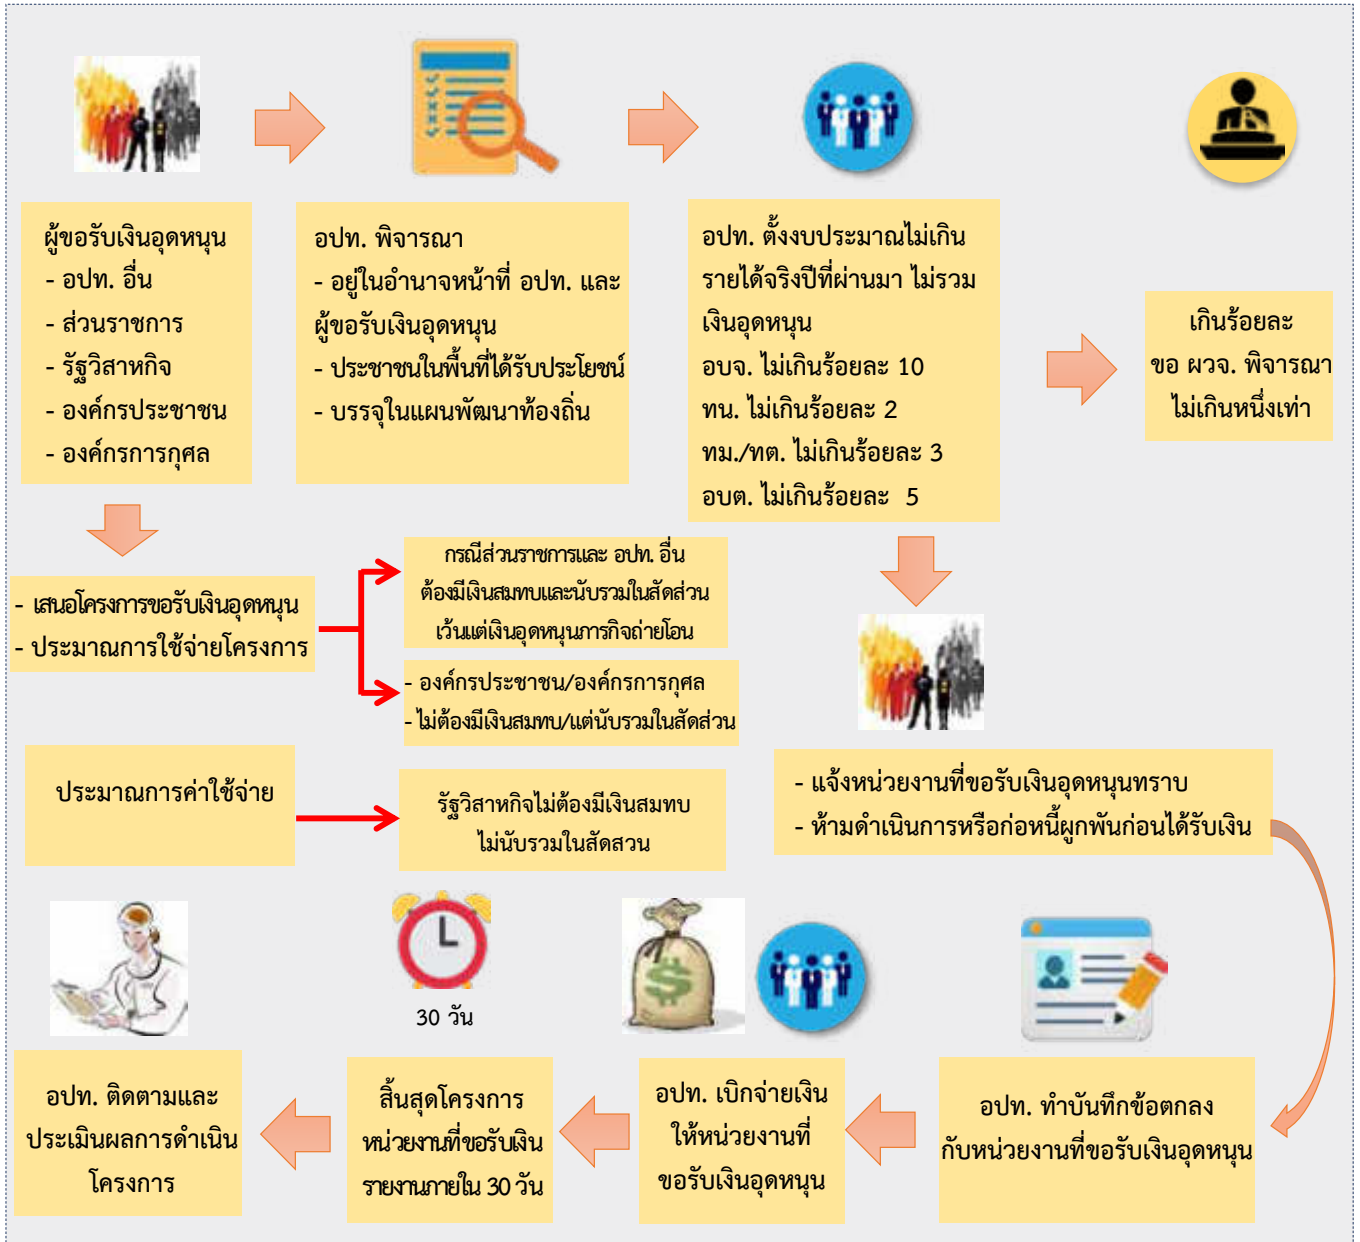 ผู้ขอรับเงินอุดหนุน
- อปท. อื่น
- ส่วนราชการ
- รัฐวิสาหกิจ
- องค์กรประชาชน
- องค์กรการกุศล
อปท. พิจารณา
- อยู่ในอำนาจหน้าที่ อปท. และ
ผู้ขอรับเงินอุดหนุน
- ประชาชนในพื้นที่ได้รับประโยชน์
- บรรจุในแผนพัฒนาท้องถิ่น
อปท. ตั้งงบประมาณไม่เกิน
รายได้จริงปีที่ผ่านมา ไม่รวม
เงินอุดหนุน
อบจ. ไม่เกินร้อยละ 10
ทน. ไม่เกินร้อยละ 2
ทม./ทต. ไม่เกินร้อยละ 3
อบต. ไม่เกินร้อยละ 5
เกินร้อยละ
ขอ ผวจ. พิจารณา
ไม่เกินหนึ่งเท่า
- เสนอโครงการขอรับเงินอุดหนุน
- ประมาณการใช้จ่ายโครงการ
กรณีส่วนราชการและ อปท. อื่น
ต้องมีเงินสมทบและนับรวมในสัดส่วน
เว้นแต่เงินอุดหนุนภารกิจถ่ายโอน
- องค์กรประชาชน/องค์กรการกุศล
- ไม่ต้องมีเงินสมทบ/แต่นับรวมในสัดส่วน
ประมาณการค่าใช้จ่าย
รัฐวิสาหกิจไม่ต้องมีเงินสมทบ
ไม่นับรวมในสัดสวน
- แจ้งหน่วยงานที่ขอรับเงินอุดหนุนทราบ
- ห้ามดำเนินการหรือก่อหนี้ผูกพันก่อนได้รับเงิน
30 วัน
อปท. ติดตามและ
ประเมินผลการดำเนิน
โครงการ
สิ้นสุดโครงการ
หน่วยงานที่ขอรับเงิน
รายงานภายใน 30 วัน
อปท. เบิกจ่ายเงิน
ให้หน่วยงานที่
ขอรับเงินอุดหนุน
อปท. ทำบันทึกข้อตกลง
กับหน่วยงานที่ขอรับเงินอุดหนุน